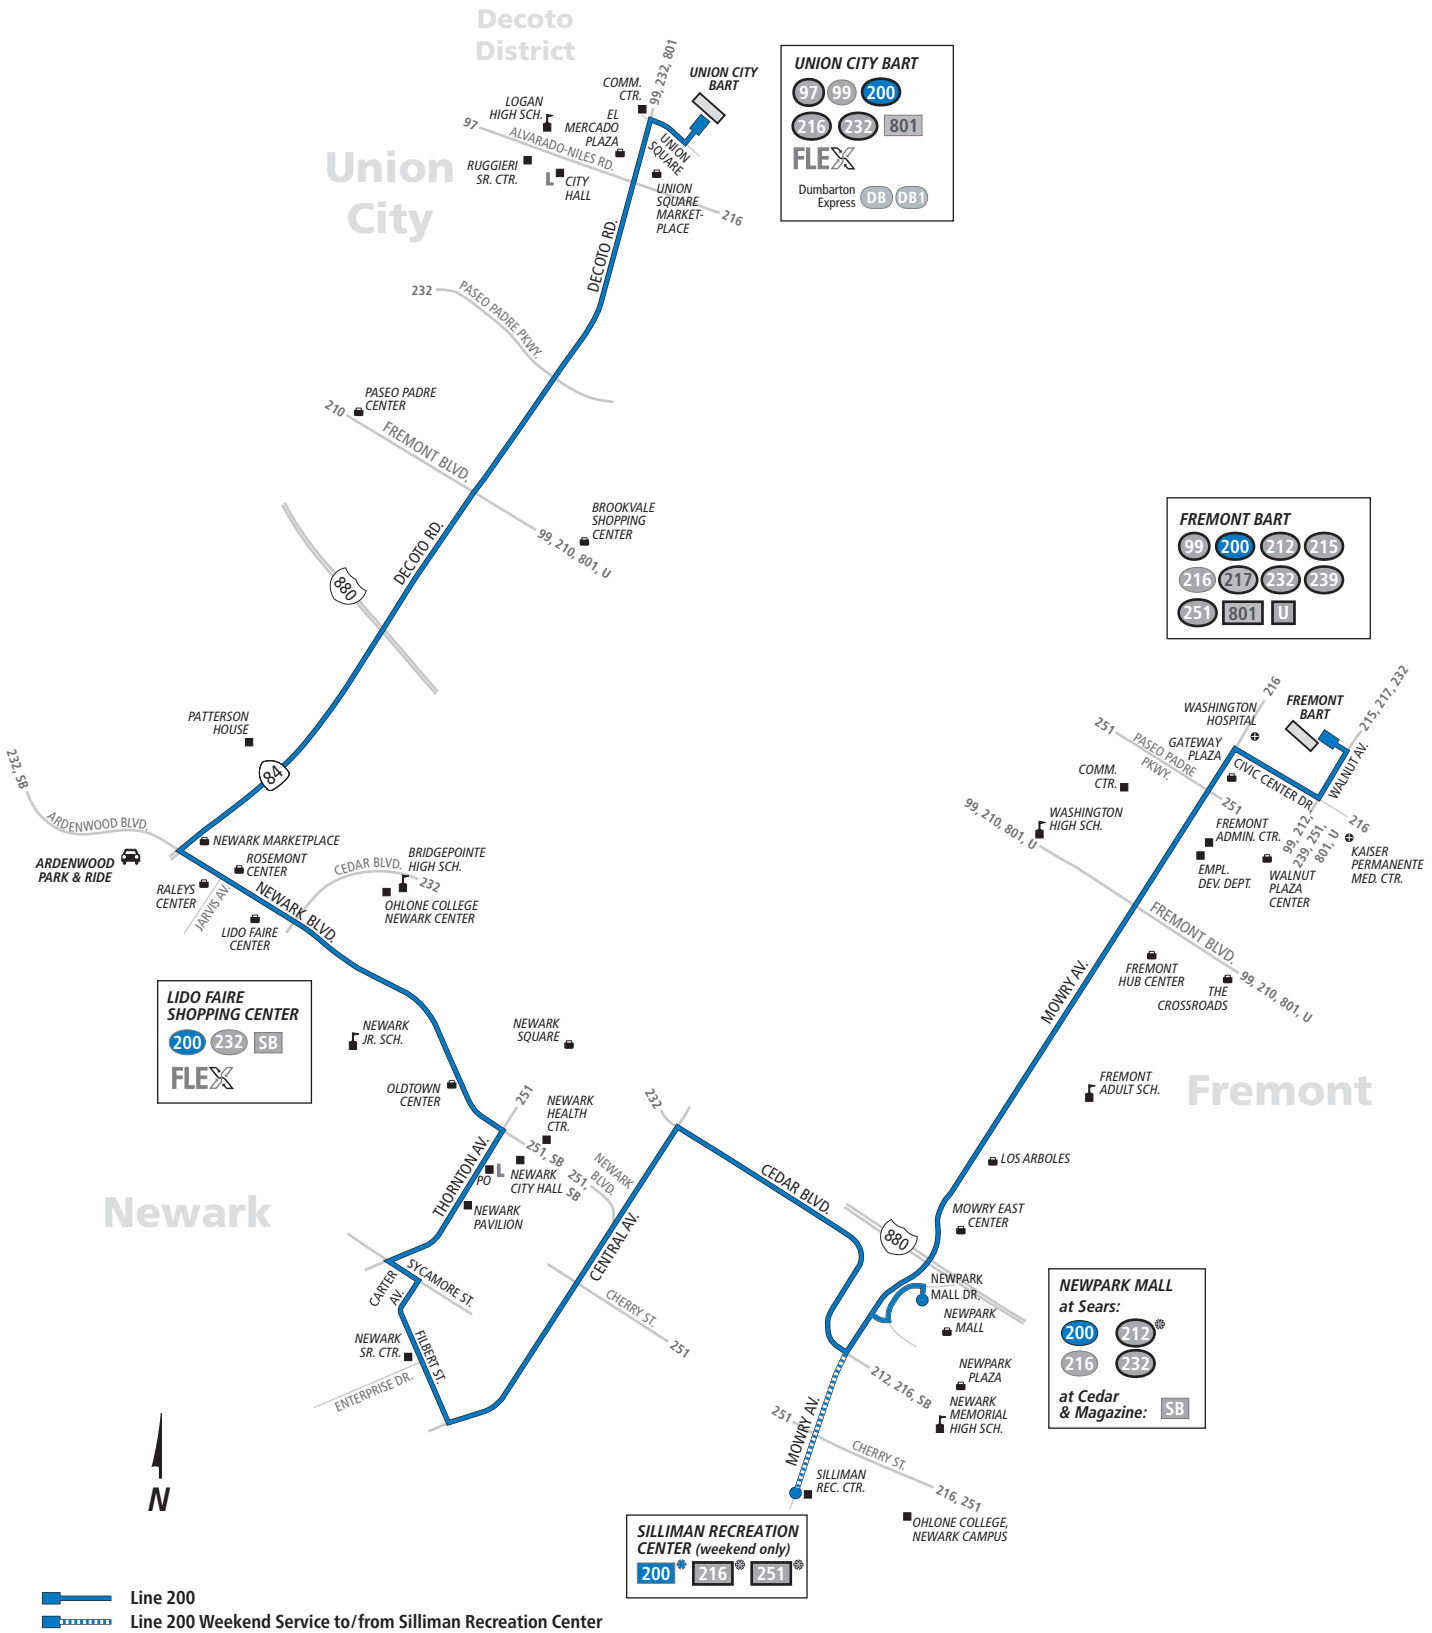 Decoto
District
Union
City
COMM.
CTR.
99, 232, 801
UNION CITY
BART
LOGAN
HIGH SCH.
EL
MERCADO
PLAZA
97
ALVARADO-NILES RD.
UNION
SQUARE
RUGGIERI
SR. CTR.
L
CITY
HALL
UNION
SQUARE
MARKET-
PLACE
216
DECOTO RD.
UNION CITY BART
97 99 200
216 232 801
FLEX
Dumbarton
Express DB DB1
232
PASEO PADRE PKWY.
PASEO PADRE
CENTER
210
FREMONT BLVD.
BROOKVALE
SHOPPING
CENTER
99, 210, 801, U
DECOTO RD.
880
FREMONT BART
99 200 212 215
216 217 232 239
251 801 U
PATTERSON
HOUSE
84
232, SB
ARDENWOOD BLVD.
ARDENWOOD
PARK & RIDE
NEWARK MARKETPLACE
ROSEMONT
CENTER
RALEYS
CENTER
JARVIS AV.
LIDO FAIRE
CENTER
NEWARK BLVD.
CEDAR BLVD.
BRIDGEPOINTE
HIGH SCH.
232
OHLONE COLLEGE
NEWARK CENTER
216
WASHINGTON
HOSPITAL
FREMONT
BART
215, 217, 232
251
PASEO PADRE
PKWY.
GATEWAY
PLAZA
CIVIC CENTER DR.
WALNUT AV.
COMM.
CTR.
251
99, 210, 801, U
WASHINGTON
HIGH SCH.
FREMONT
ADMIN. CTR.
EMPL.
DEV. DEPT.
WALNUT
PLAZA
CENTER
99, 212,
239, 251,
801, U
216
KAISER
PERMANENTE
MED. CTR.
FREMONT BLVD.
FREMONT
HUB CENTER
THE
CROSSROADS
99, 210, 801, U
MOWRY AV.
LIDO FAIRE
SHOPPING CENTER
200 232 SB
FLEX
NEWARK
JR. SCH.
NEWARK
SQUARE
OLDTOWN
CENTER
251
NEWARK
HEALTH
CTR.
232
FREMONT
ADULT SCH.
Fremont
251, SB
THORNTON AV.
PO
L
NEWARK
CITY HALL
251,
SB
NEWARK
BLVD.
NEWARK
PAVILION
Newark
CEDAR BLVD.
LOS ARBOLES
MOWRY EAST
CENTER
880
CENTRAL AV.
CARTER
AV.
SYCAMORE ST.
CHERRY ST.
251
NEWPARK
MALL DR.
NEWPARK
MALL
NEWPARK MALL
at Sears:
200 212
216 232
at Cedar
& Magazine: SB
NEWARK
SR. CTR.
FILBERT ST.
ENTERPRISE DR.
NEWPARK
PLAZA
212, 216, SB
NEWARK
MEMORIAL
HIGH SCH.
251
MOWRY AV.
CHERRY ST.
SILLIMAN
REC. CTR.
216, 251
OHLONE COLLEGE,
NEWARK CAMPUS
N
SILLIMAN RECREATION
CENTER (weekend only)
200 216 251
Line 200
Line 200 Weekend Service to/from Silliman Recreation Center